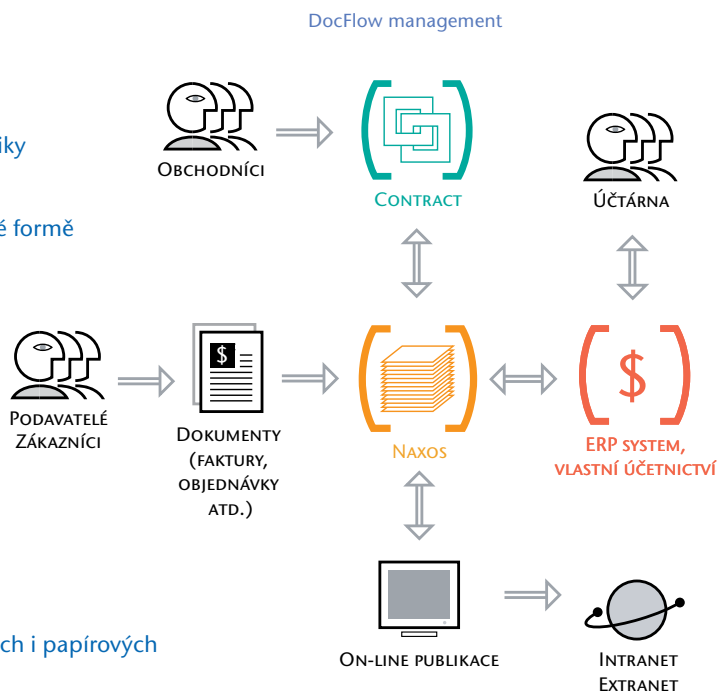 DocFlow management
iky
Obchodníci
Contract
Účtárna
é formě
$
$
Podavatelé
Zákazníci
Dokumenty
(faktury,
objednávky
atd.)
Naxos
ERP system,
vlastní účetnictví
ch i papírových
On-line publikace
Intranet
Extranet